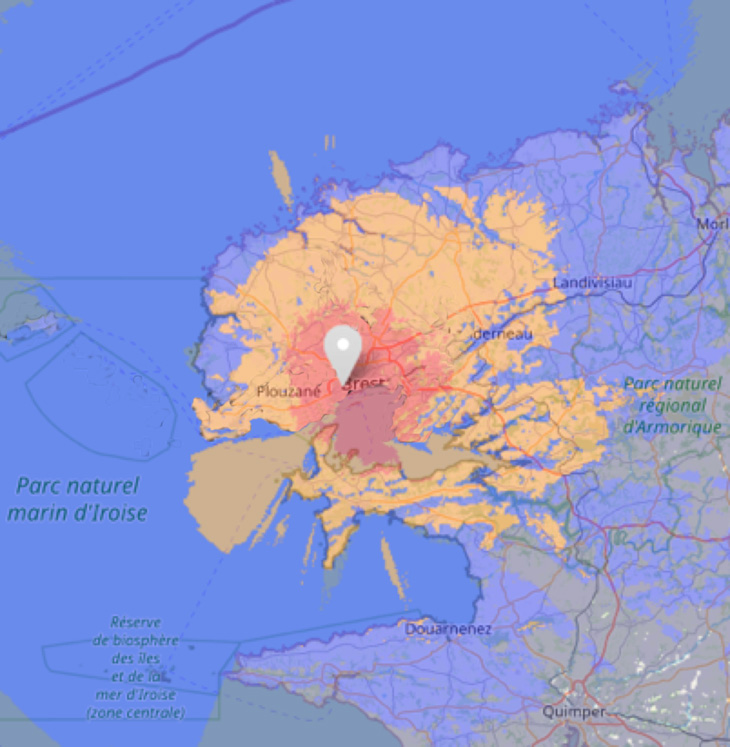 Morl
Landivisiau
derneau
Brest
Plouzané
Parc naturel
régional
d'Armorique
Parc naturel
marin d'Iroise
Réserve
de biosphère
des îles
et de la
mer d'Iroise
(zone centrale)
Douarnenez
Quimper